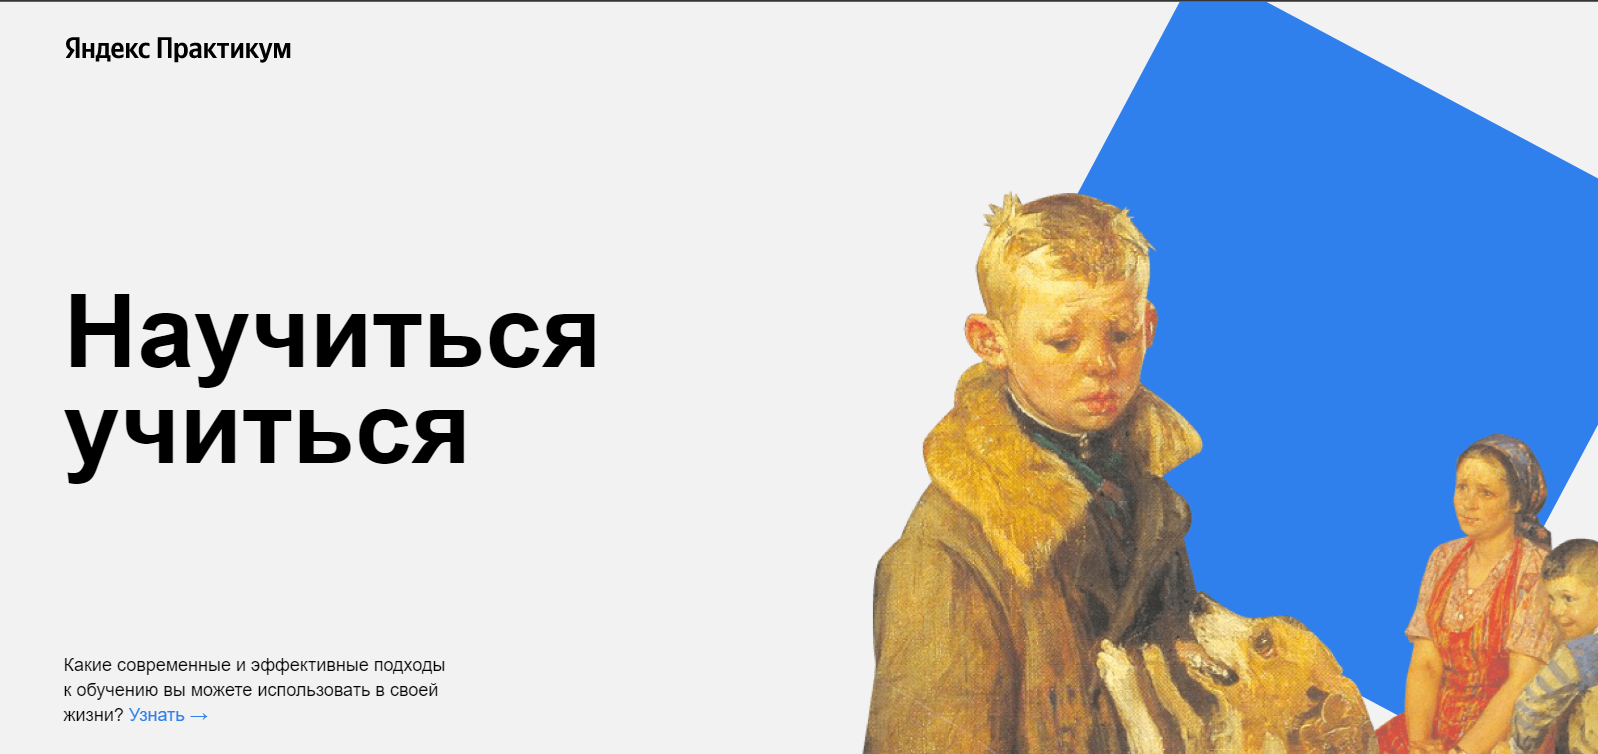 Яндекс Практикум
Научиться
учиться
Какие современные и эффективные подходы
к обучению вы можете использовать в своей
жизни? Узнать →